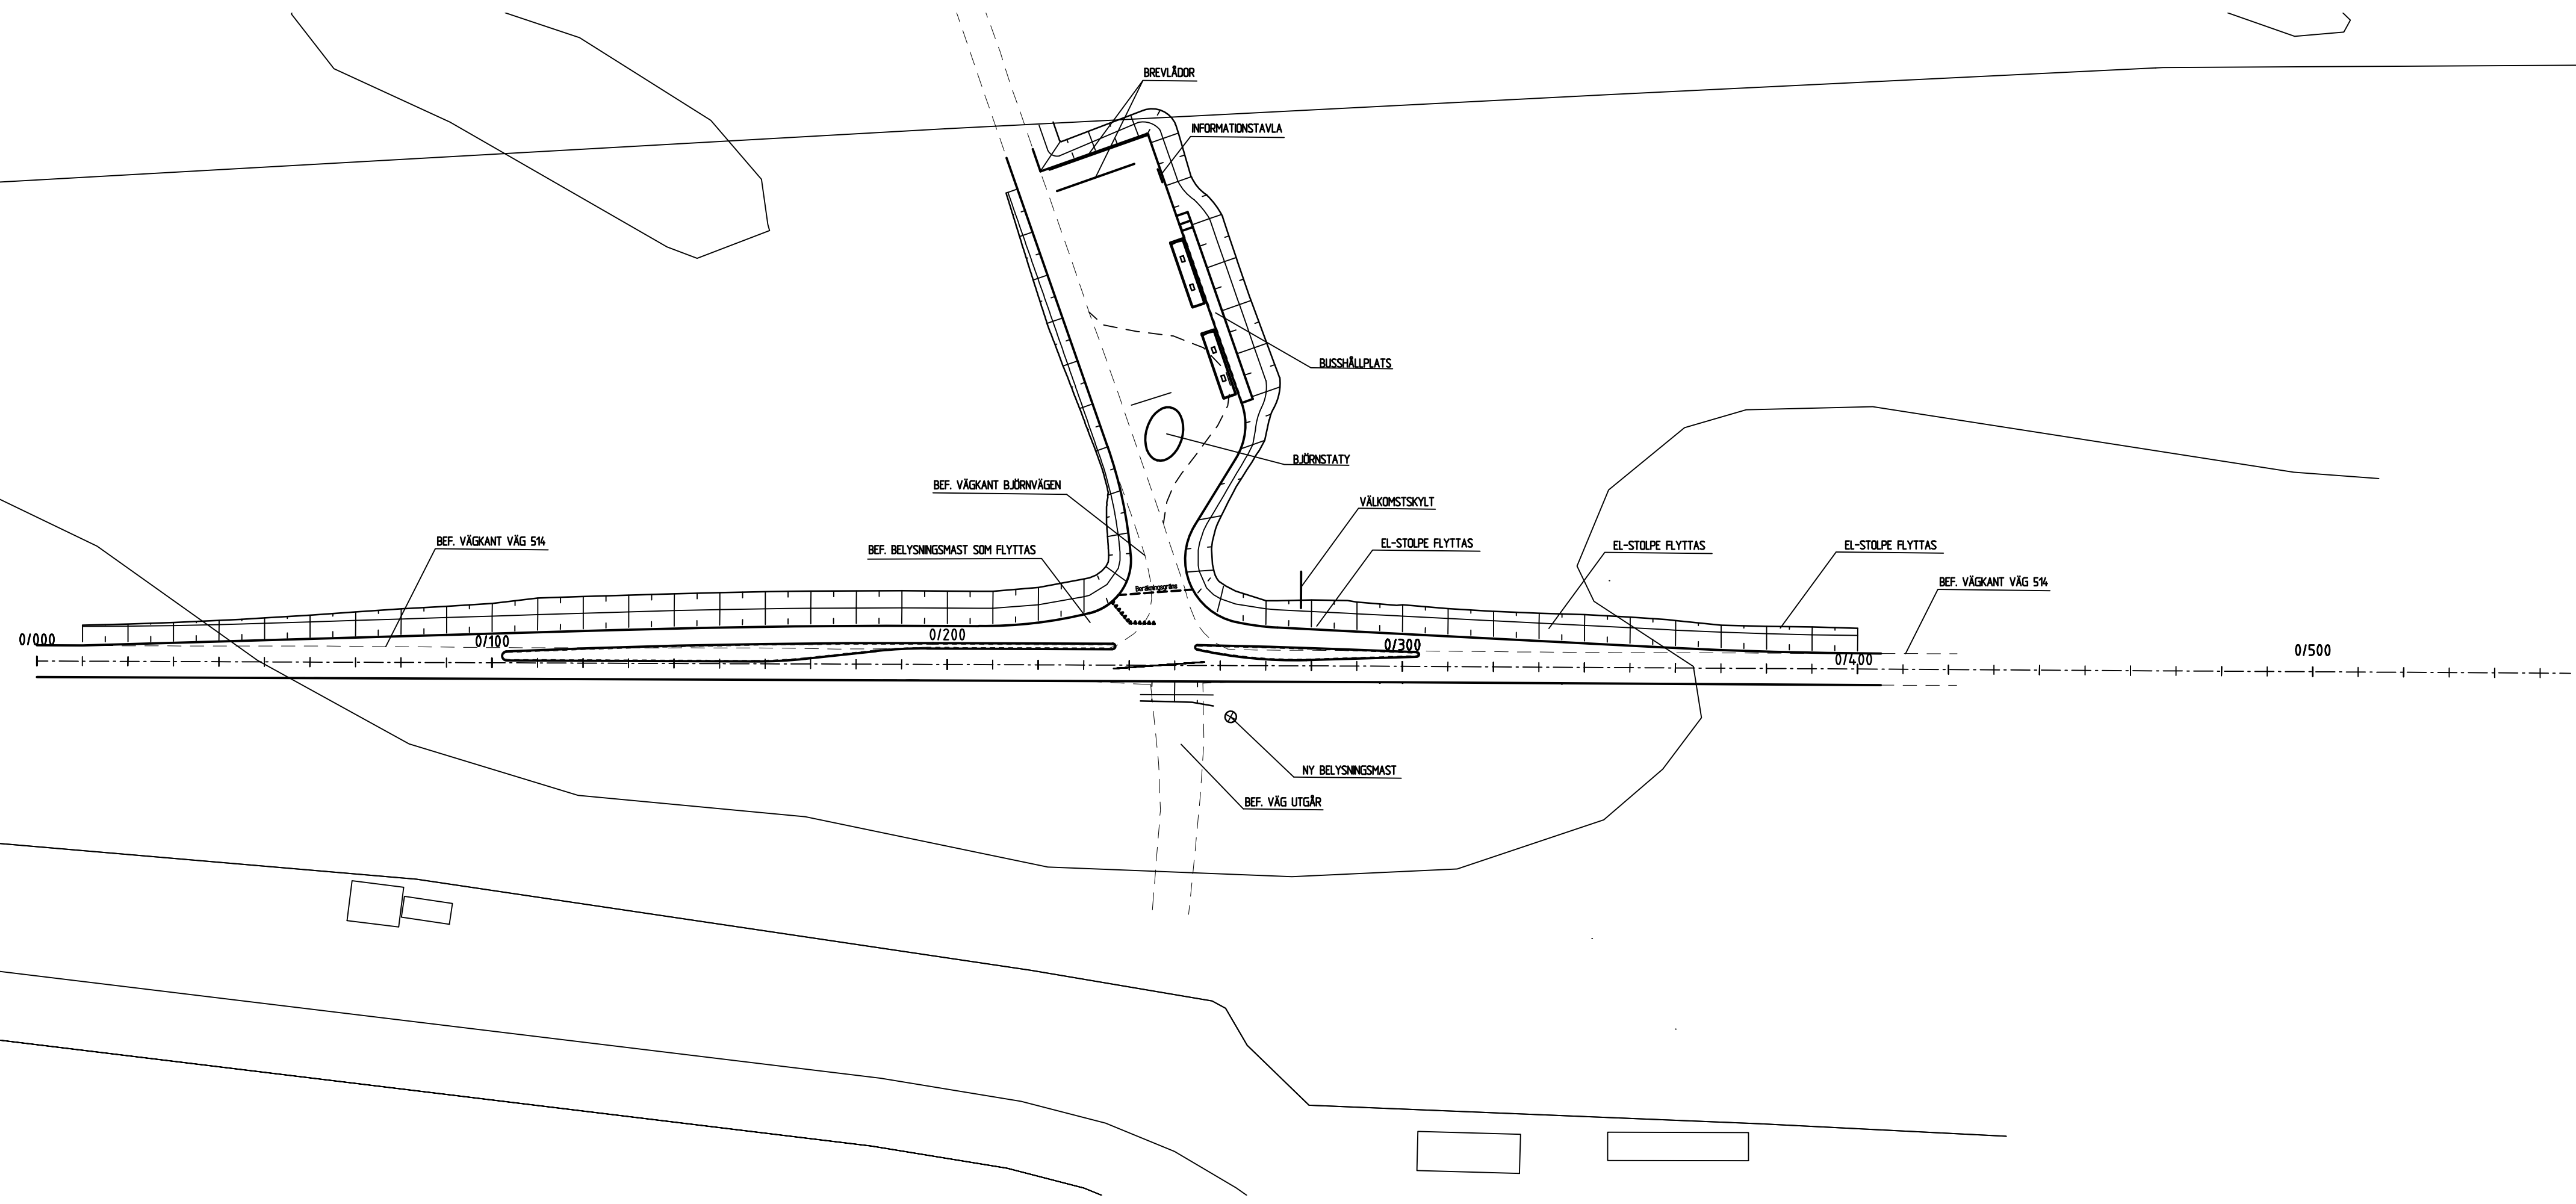 BREVLÅDOR
INFORMATIONSTAVLA
BUSSHÅLLPLATS
BJÖRNSTATY
BEF. VÄGKANT BJÖRNVÄGEN
VÄLKOMSTSKYLT
BEF. VÄGKANT VÄG 514
BEF. BELYSNINGSMAST SOM FLYTTAS
EL-STOLPE FLYTTAS
EL-STOLPE FLYTTAS
EL-STOLPE FLYTTAS
BEF. VÄGKANT VÄG 514
Beräkningsgräns
0/000
0/100
0/200
0/300
0/400
0/500
NY BELYSNINGSMAST
BEF. VÄG UTGÅR